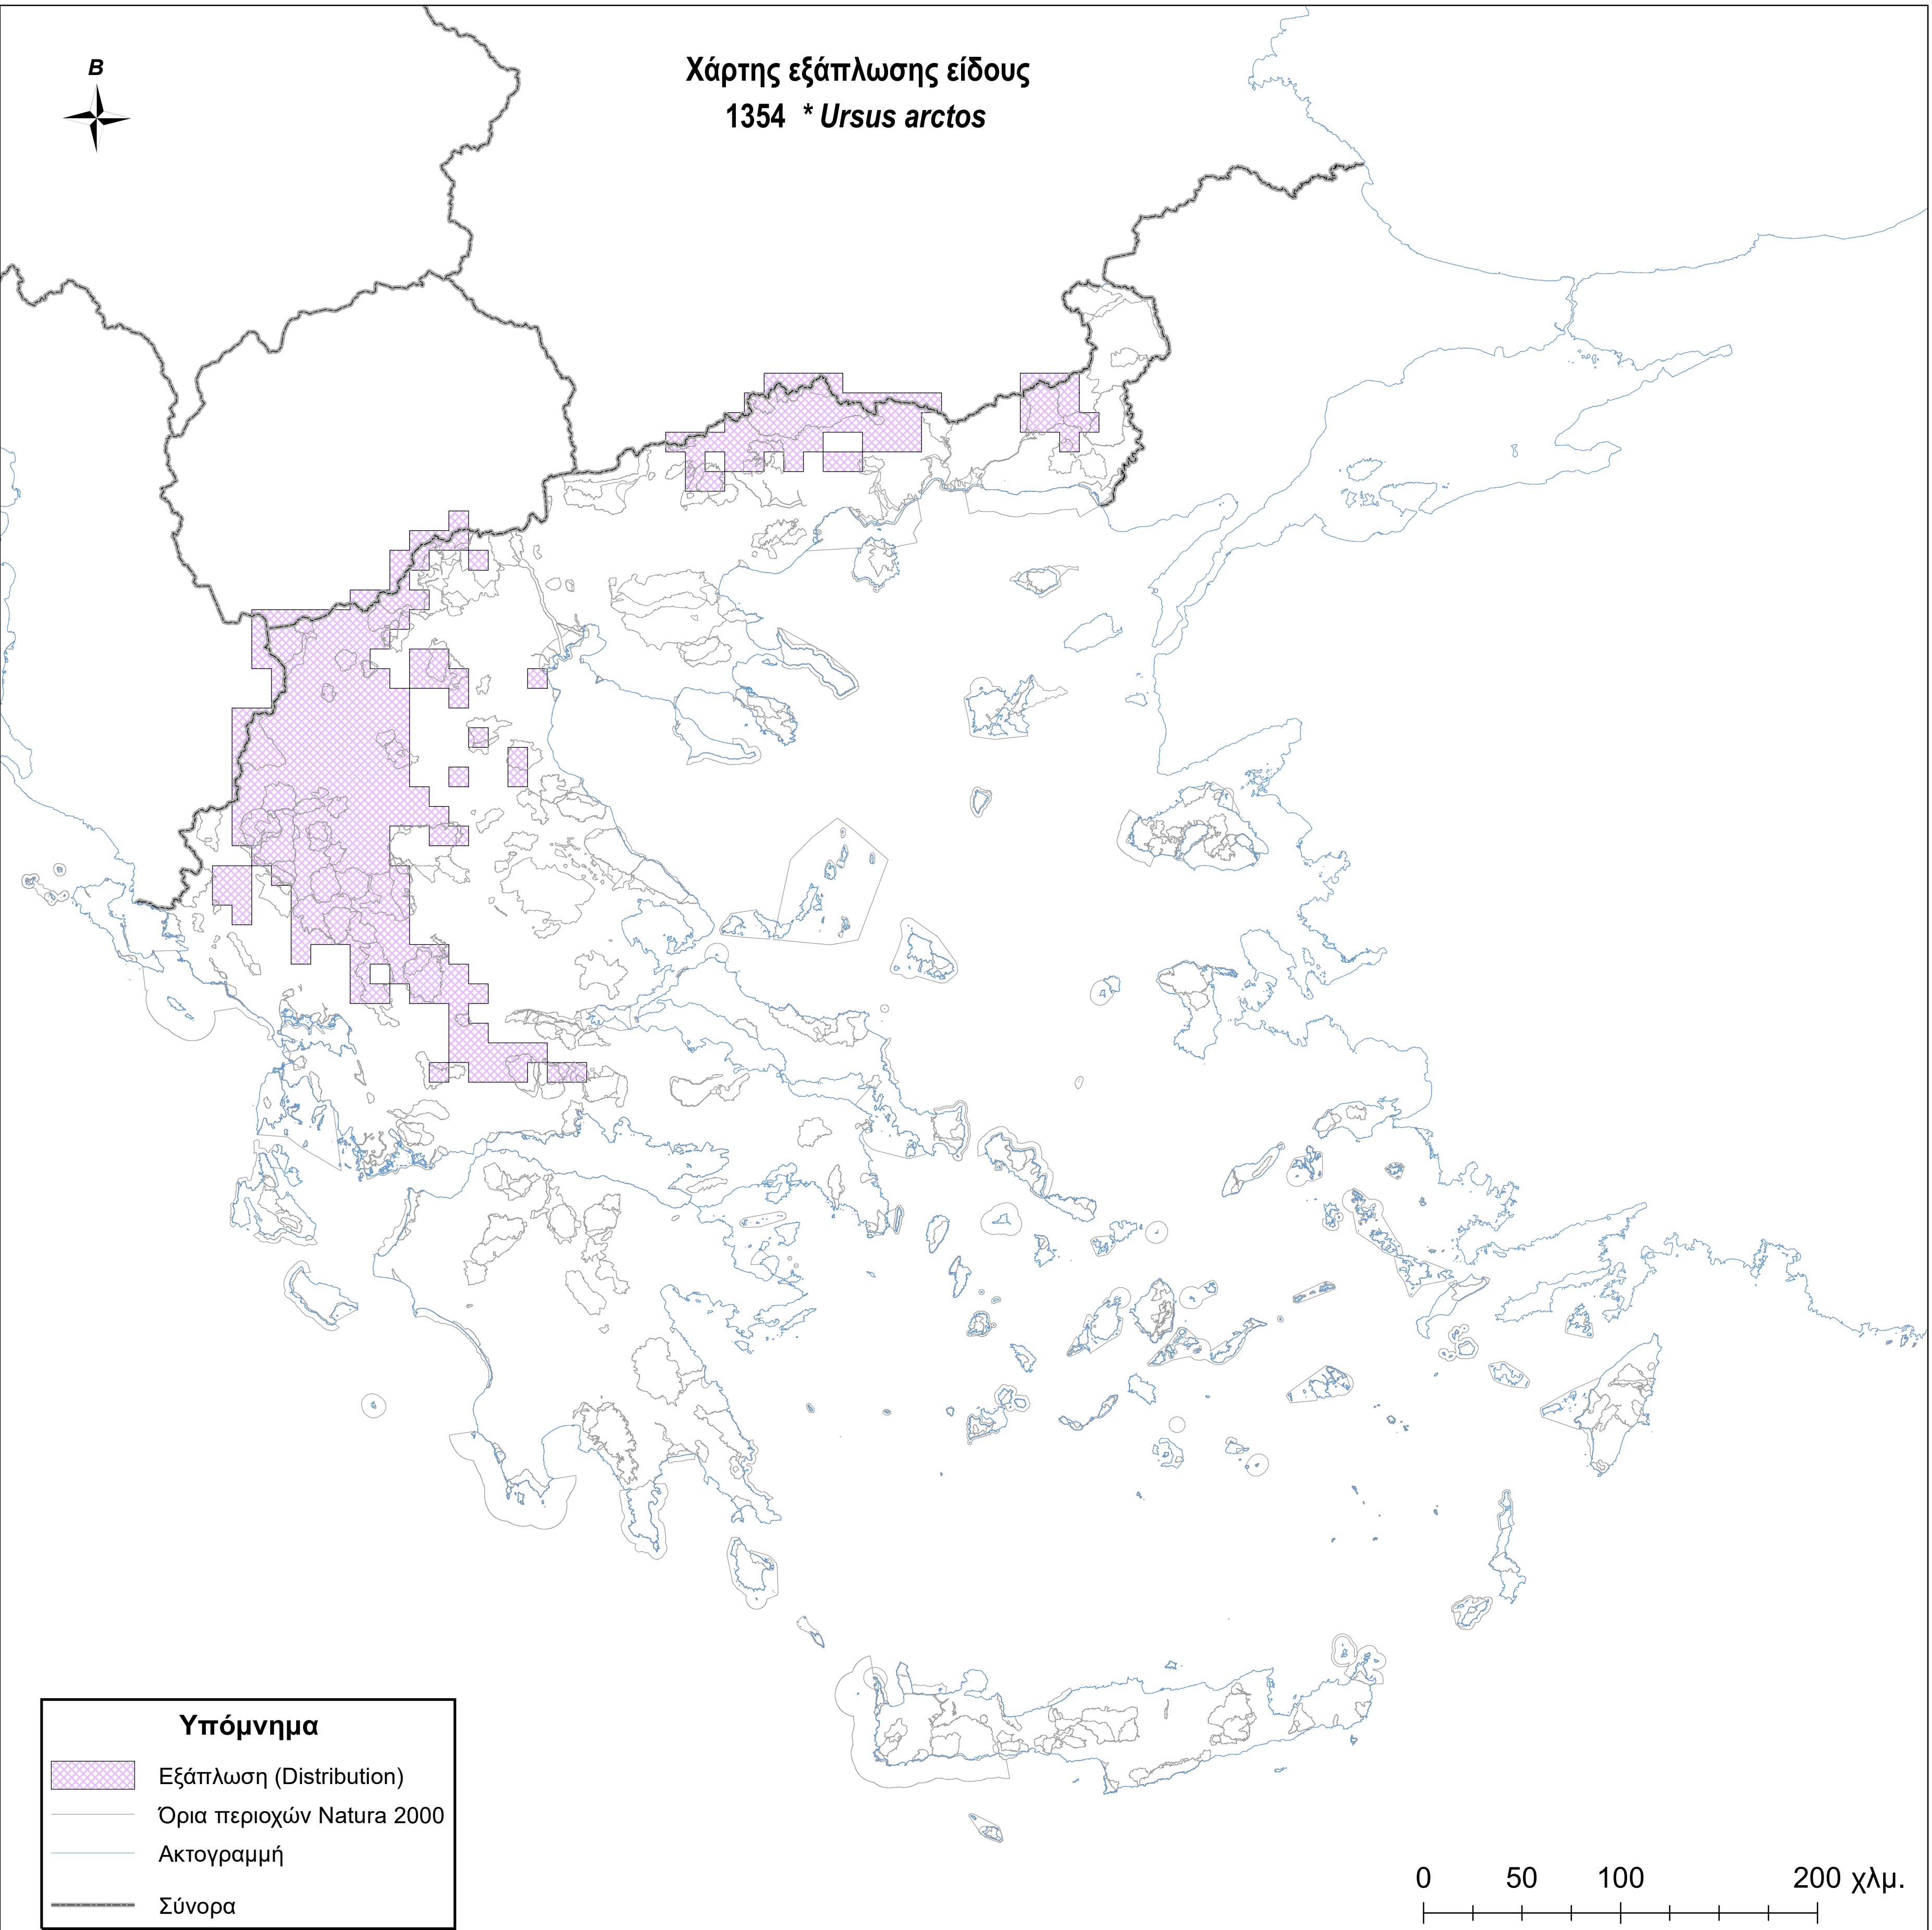 Β
Χάρτης εξάπλωσης είδους
1354 * Ursus arctos
Υπόμνημα
Εξάπλωση (Distribution)
Όρια περιοχών Natura 2000
Ακτογραμμή
Σύνορα
0 50 100 200 χλμ.